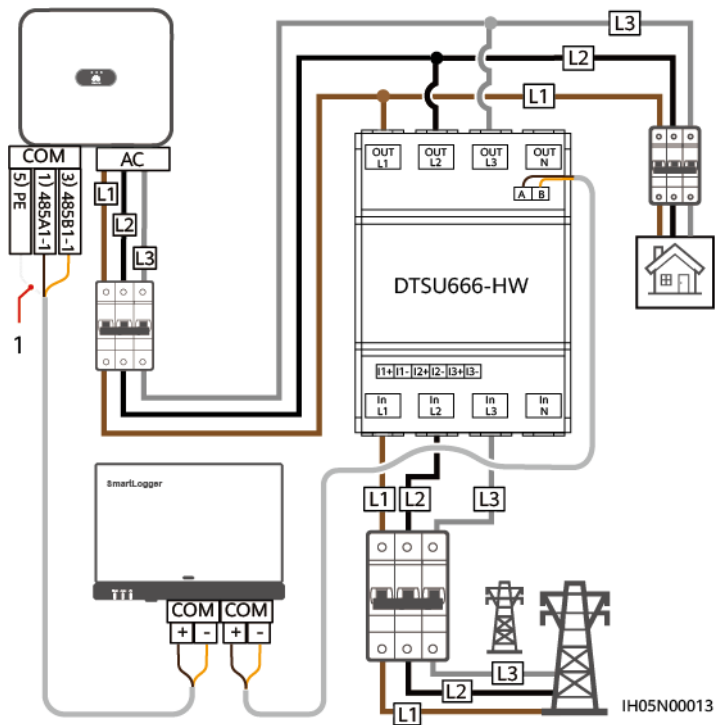 L3
L2
L1
COM
AC
5) PE
1) 485A1-1
3) 485B1-1
L1
L2
L3
1
OUT L1
OUT L2
OUT L3
OUT N
A B
DTSU666-HW
I1+ I1- I2+ I2- I3+ I3-
In L1
In L2
In L3
In N
SmartLogger
L1
L2
L3
COM COM
+ - + -
L3
L2
L1
IH05N00013